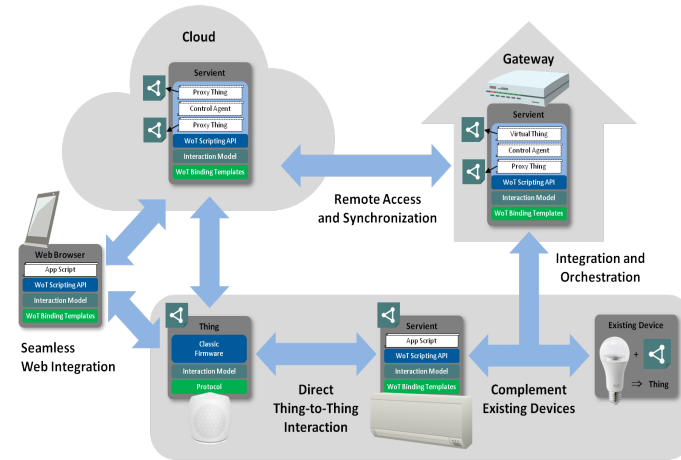 Cloud
Servient
Proxy Thing
Control Agent
Proxy Thing
WoT Scripting API
Interaction Model
WoT Binding Templates
Gateway
Servient
Virtual Thing
Control Agent
Proxy Thing
WoT Scripting API
Interaction Model
WoT Binding Templates
Remote Access
and Synchronization
Web Browser
App Script
WoT Scripting API
Interaction Model
WoT Binding Templates
Seamless
Web Integration
Integration and
Orchestration
Thing
Classic
Firmware
Interaction Model
Protocol
Direct
Thing-to-Thing
Interaction
Servient
App Script
WoT Scripting API
Interaction Model
WoT Binding Templates
Complement
Existing Devices
Existing Device
+
⇒ Thing